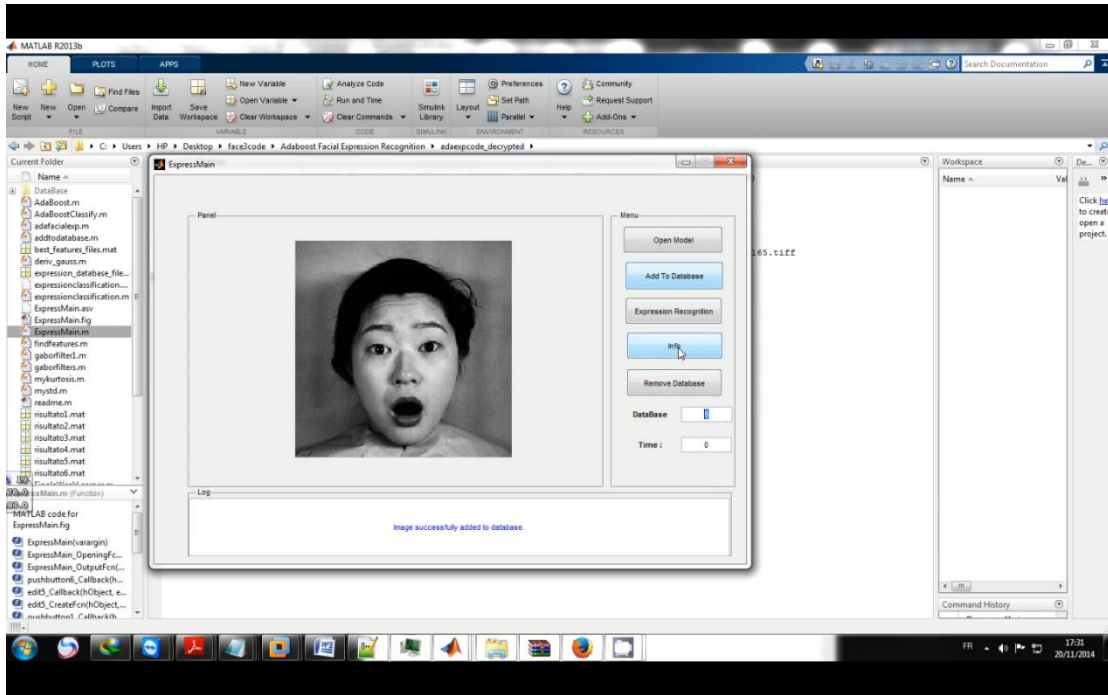 MATLAB R2013b
HOME PLOTS APPS
Search Documentation
New Script
New
Open
Find Files
Compare
Import Data
Save Workspace
New Variable
Open Variable
Clear Workspace
Analyze Code
Run and Time
Clear Commands
Simulink Library
Layout
Preferences
Set Path
Parallel
Help
Community
Request Support
Add-Ons
FILE VARIABLE CODE SIMULINK ENVIRONMENT RESOURCES
C: Users HP Desktop face3code Adaboost Facial Expression Recognition adaexpcode_decrypted
Current Folder
Name
DataBase
AdaBoost.m
AdaBoostClassify.m
adafacialexp.m
addtodatabase.m
best_features_files.mat
deriv_gauss.m
expression_database_file...
expressionclassification....
expressionclassification.m
ExpressMain.asv
ExpressMain.fig
ExpressMain.m
findfeatures.m
gaborfilter1.m
gaborfilters.m
mykurtosis.m
mystd.m
readme.m
risultato1.mat
risultato2.mat
risultato3.mat
risultato4.mat
risultato5.mat
risultato6.mat
ExpressMain.m (Function)
MATLAB code for
ExpressMain.fig
ExpressMain(varargin)
ExpressMain_OpeningFc...
ExpressMain_OutputFcn(...
pushbutton6_Callback(h...
edit5_Callback(hObject, e...
edit5_CreateFcn(hObject,...
pushbutton1_Callback(h
ExpressMain
Panel
Menu
Open Model
Add To Database
Expression Recognition
Info
Remove Database
DataBase
Time : 0
Log
Image successfully added to database.
165.tiff
Workspace
Name
Val
De...
Click he
to creat
open a
project.
Command History
FR
17:31
20/11/2014